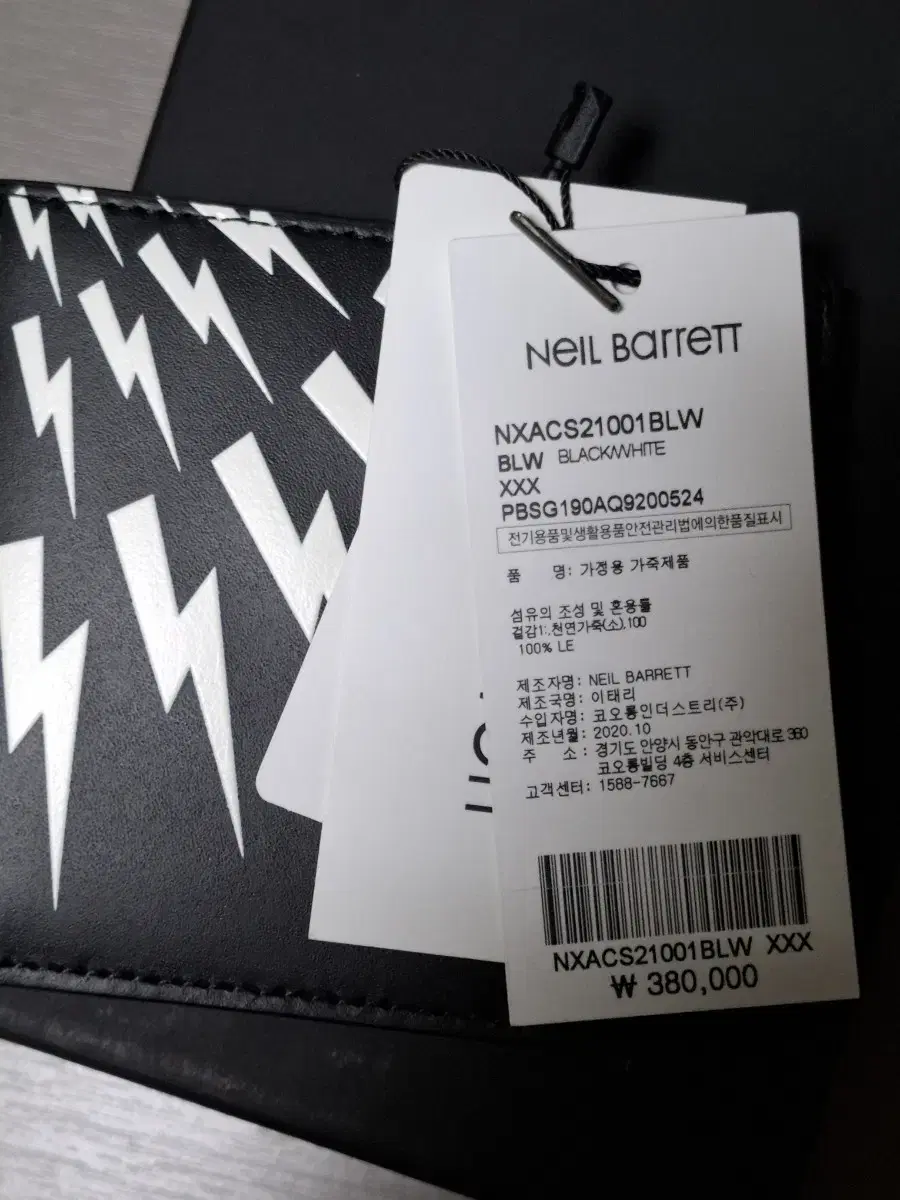 Neil Barrett
NXACS21001BLW
BLW BLACK/WHITE
XXX
PBSG190AQ9200524
전기용품및생활용품안전관리법에의한품질표시
품 명: 가정용 가죽제품
섬유의 조성 및 혼용률
겉감1:.천연가죽(소).100
100% LE
제조자명: NEIL BARRETT
제조국명: 이태리
수입자명: 코오롱인더스트리(주)
제조년월: 2020.10
주 소: 경기도 안양시 동안구 관악대로 360
코오롱빌딩 4층 서비스센터
고객센터: 1588-7667
NXACS21001BLW XXX
₩ 380,000